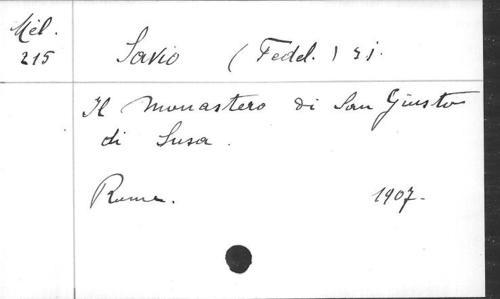 Mél.
215
Savio (Fedel.) s.j.
Il monastero di San Giusto
di Susa.
Roma. 1907.